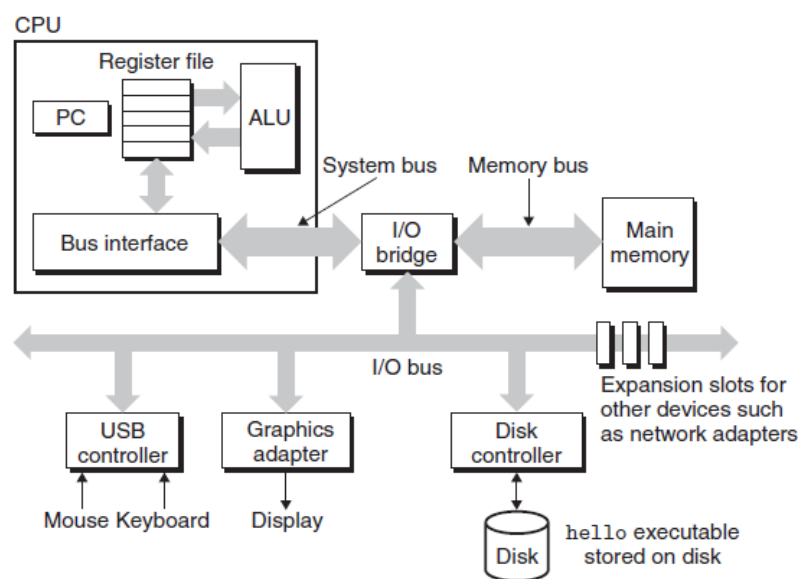 CPU
Register file
PC
ALU
System bus
Memory bus
Bus interface
I/O
bridge
Main
memory
I/O bus
Expansion slots for
other devices such
as network adapters
USB
controller
Graphics
adapter
Disk
controller
Mouse Keyboard
Display
Disk
hello executable
stored on disk